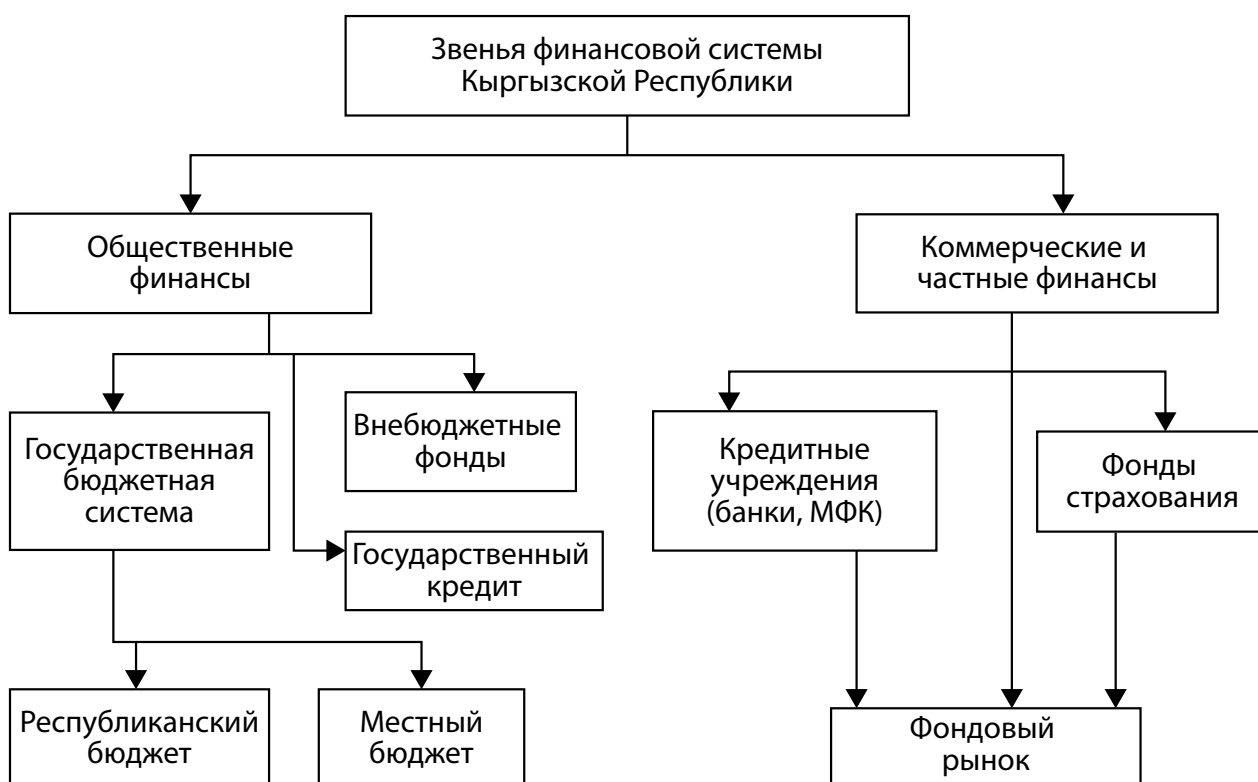 Звенья финансовой системы
Кыргызской Республики
Общественные
финансы
Коммерческие и
частные финансы
Государственная
бюджетная
система
Внебюджетные
фонды
Государственный
кредит
Кредитные
учреждения
(банки, МФК)
Фонды
страхования
Республиканский
бюджет
Местный
бюджет
Фондовый
рынок